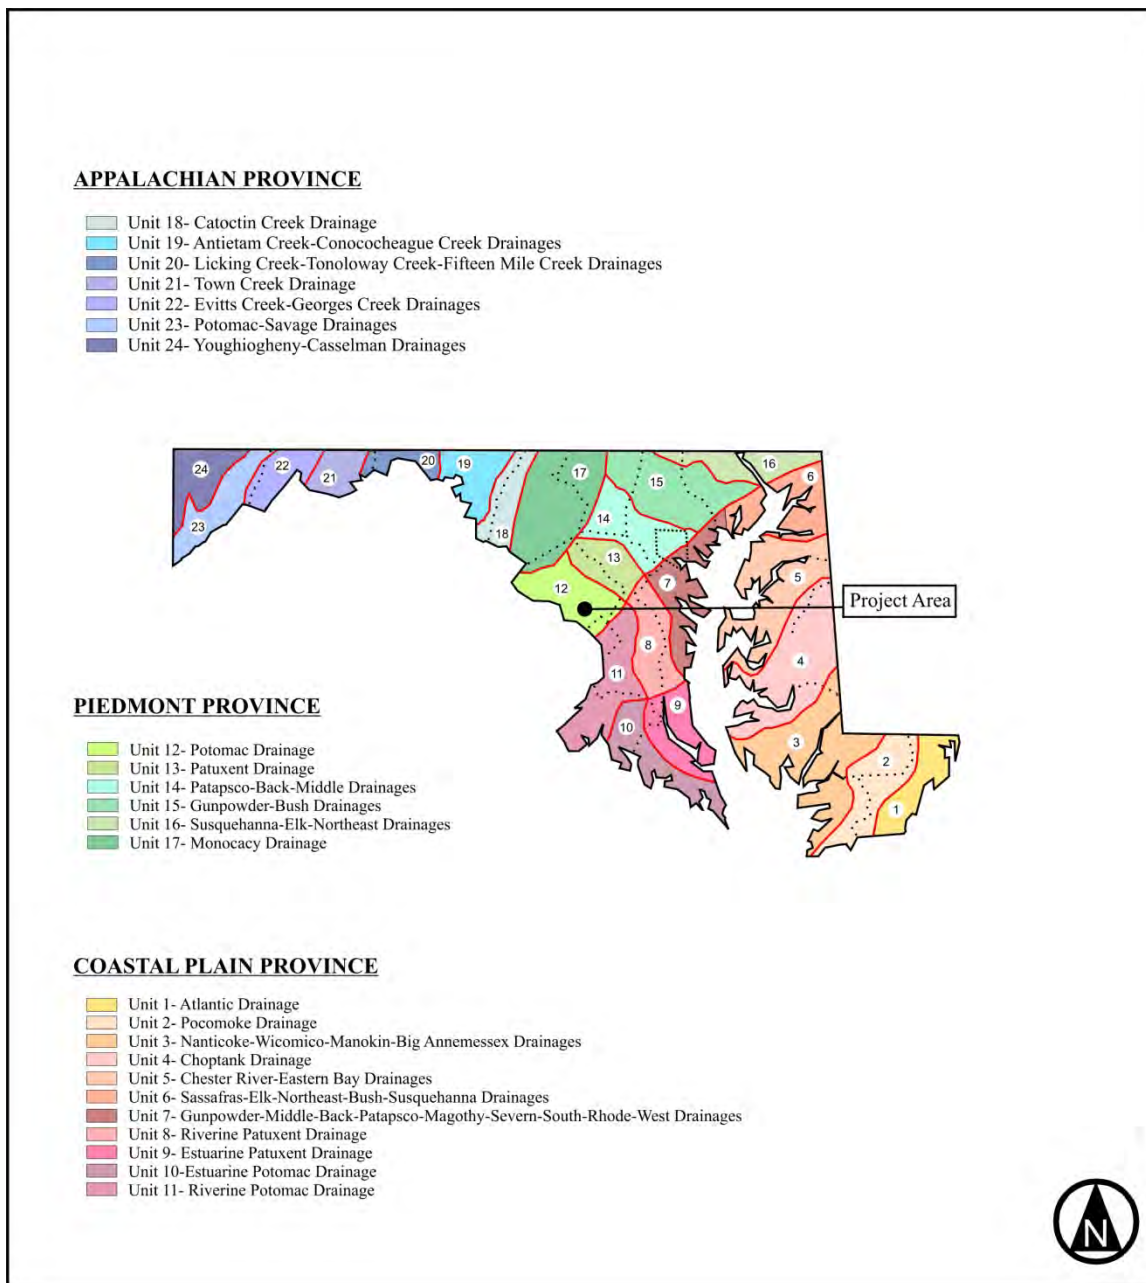 APPALACHIAN PROVINCE
Unit 18- Catoctin Creek Drainage
Unit 19- Antietam Creek-Conococheague Creek Drainages
Unit 20- Licking Creek-Tonoloway Creek-Fifteen Mile Creek Drainages
Unit 21- Town Creek Drainage
Unit 22- Evitts Creek-Georges Creek Drainages
Unit 23- Potomac-Savage Drainages
Unit 24- Youghiogheny-Casselman Drainages
24
22
21
20
19
18
17
16
15
14
6
23
13
12
7
5
Project Area
8
4
11
9
10
3
2
1
PIEDMONT PROVINCE
Unit 12- Potomac Drainage
Unit 13- Patuxent Drainage
Unit 14- Patapsco-Back-Middle Drainages
Unit 15- Gunpowder-Bush Drainages
Unit 16- Susquehanna-Elk-Northeast Drainages
Unit 17- Monocacy Drainage
COASTAL PLAIN PROVINCE
Unit 1- Atlantic Drainage
Unit 2- Pocomoke Drainage
Unit 3- Nanticoke-Wicomico-Manokin-Big Annemessex Drainages
Unit 4- Choptank Drainage
Unit 5- Chester River-Eastern Bay Drainages
Unit 6- Sassafras-Elk-Northeast-Bush-Susquehanna Drainages
Unit 7- Gunpowder-Middle-Back-Patapsco-Magothy-Severn-South-Rhode-West Drainages
Unit 8- Riverine Patuxent Drainage
Unit 9- Estuarine Patuxent Drainage
Unit 10-Estuarine Potomac Drainage
Unit 11- Riverine Potomac Drainage
N